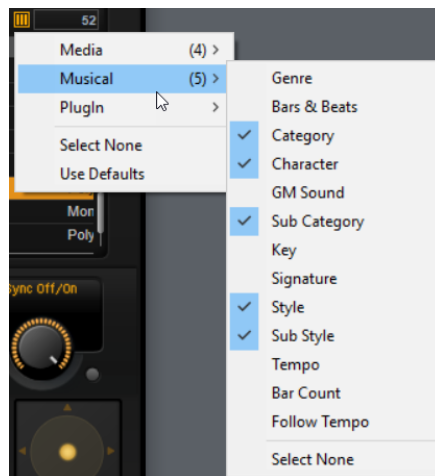 52
Media (4) >
Musical (5) >
PlugIn >
Select None
Use Defaults
Genre
Bars & Beats
Category
Character
GM Sound
Sub Category
Key
Signature
Style
Sub Style
Tempo
Bar Count
Follow Tempo
Select None
Mon
Poly
Sync Off/On